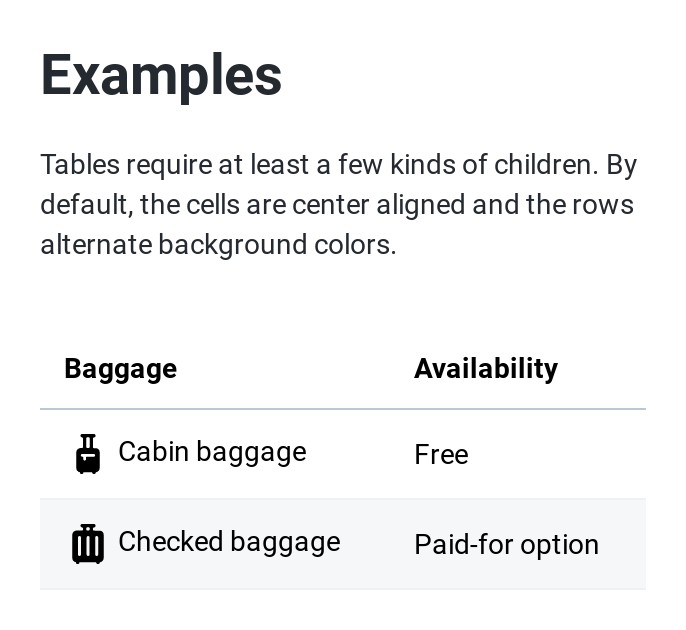 Examples
Tables require at least a few kinds of children. By
default, the cells are center aligned and the rows
alternate background colors.
Baggage Availability
Cabin baggage Free
Checked baggage Paid-for option